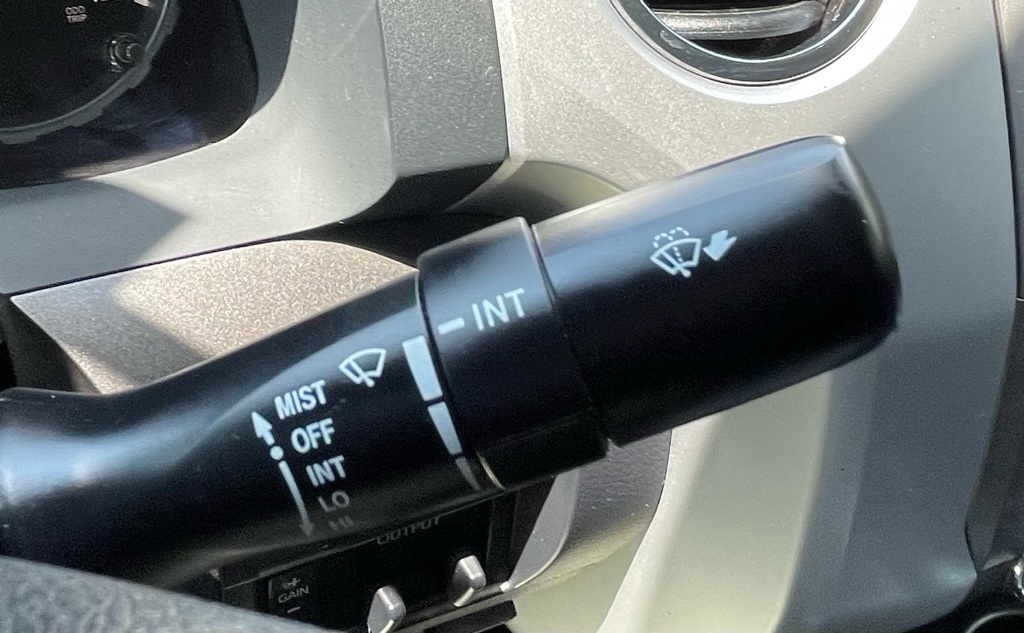 ODO
TRIP
INT
MIST
OFF
INT
LO
HI
OUTPUT
GAIN